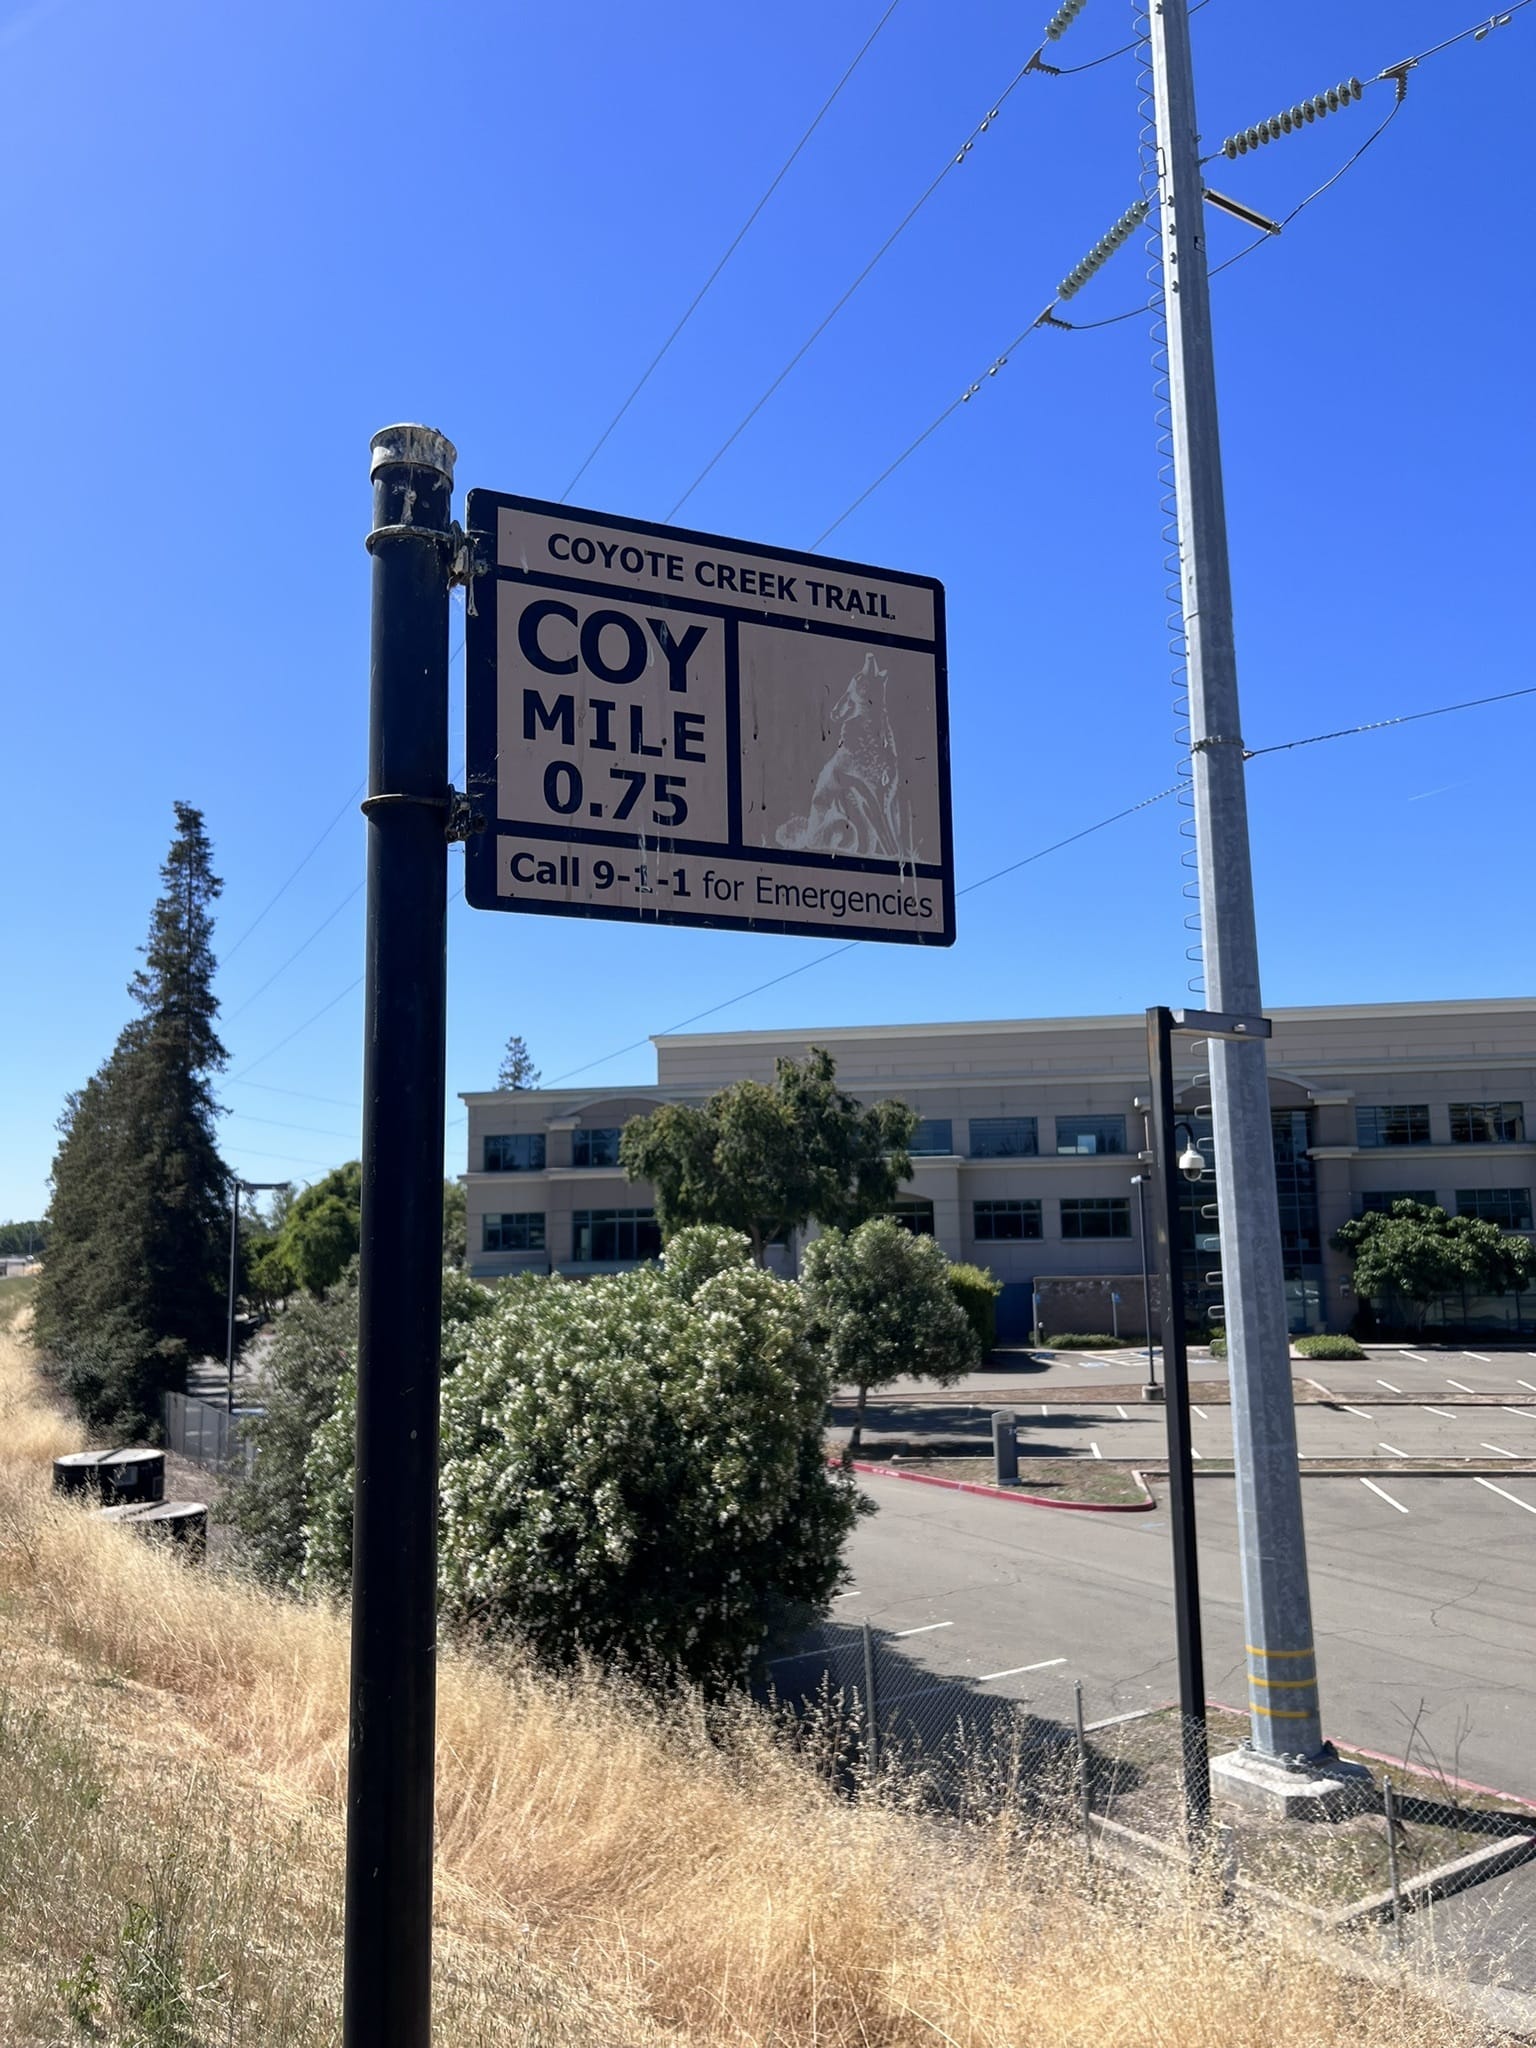 COYOTE CREEK TRAIL
COY
MILE
0.75
Call 9-1-1 for Emergencies